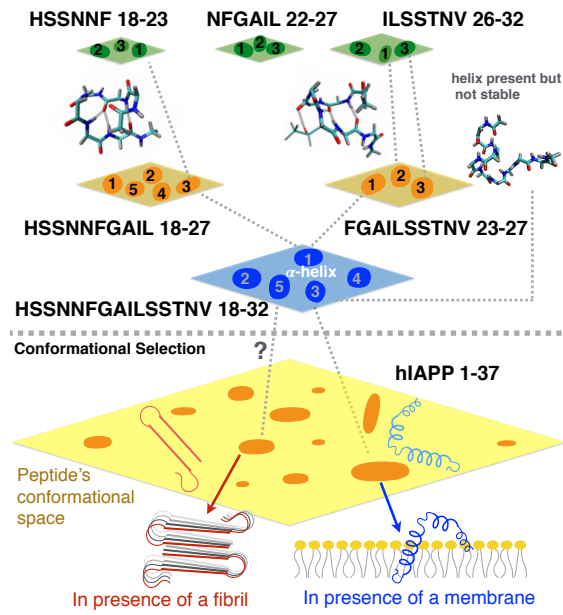 HSSNNF 18-23
NFGAIL 22-27
ILSSTNV 26-32
2 3 1
1 2 3
2 1 3
helix present but
not stable
1 5 2 4 3
1 2 3
HSSNNFGAIL 18-27
FGAILSSTNV 23-27
1
α-helix
2 5 3 4
HSSNNFGAILSSTNV 18-32
Conformational Selection
?
hIAPP 1-37
Peptide's
conformational
space
In presence of a fibril
In presence of a membrane